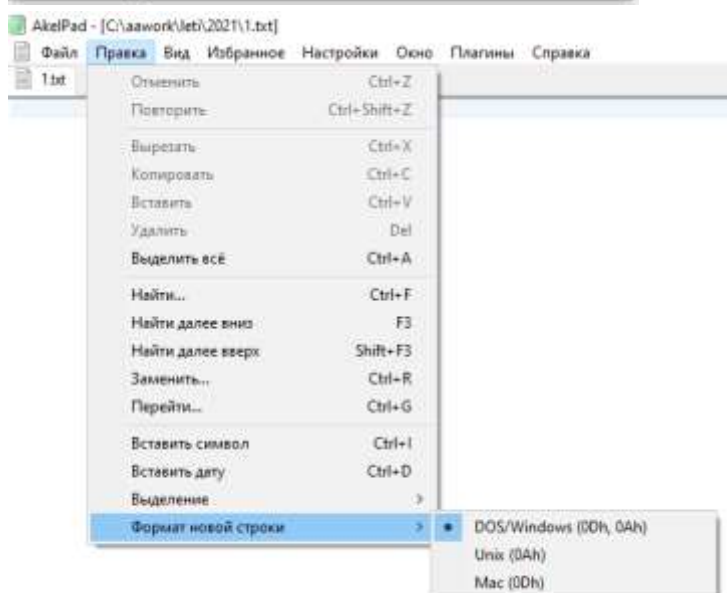 AkelPad - [C:\aawork\leti\2021\1.txt]
Файл Правка Вид Избранное Настройки Окно Плагины Справка
1.txt
Отменить Ctrl+Z
Повторить Ctrl+Shift+Z
Вырезать Ctrl+X
Копировать Ctrl+C
Вставить Ctrl+V
Удалить Del
Выделить всё Ctrl+A
Найти... Ctrl+F
Найти далее вниз F3
Найти далее вверх Shift+F3
Заменить... Ctrl+R
Перейти... Ctrl+G
Вставить символ Ctrl+I
Вставить дату Ctrl+D
Выделение
Формат новой строки
DOS/Windows (0Dh, 0Ah)
Unix (0Ah)
Mac (0Dh)